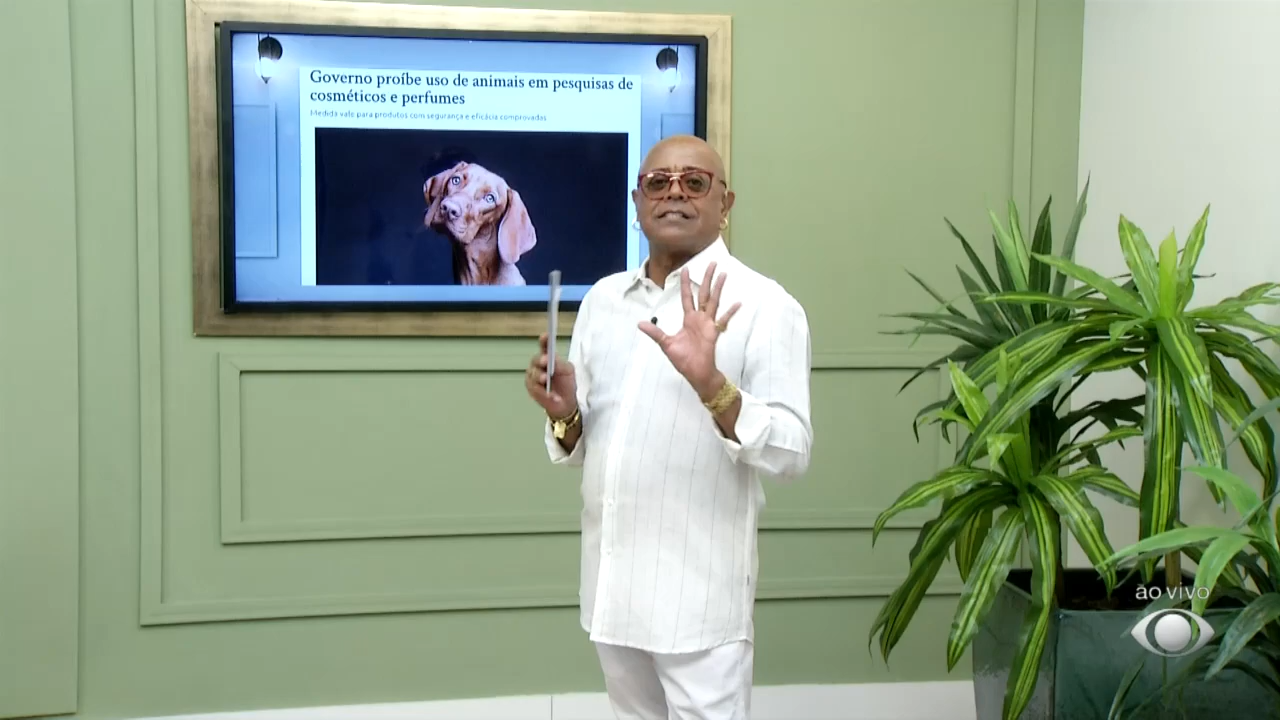 Governo proíbe uso de animais em pesquisas de
cosméticos e perfumes
Medida vale para produtos com segurança e eficácia comprovadas
ao vivo